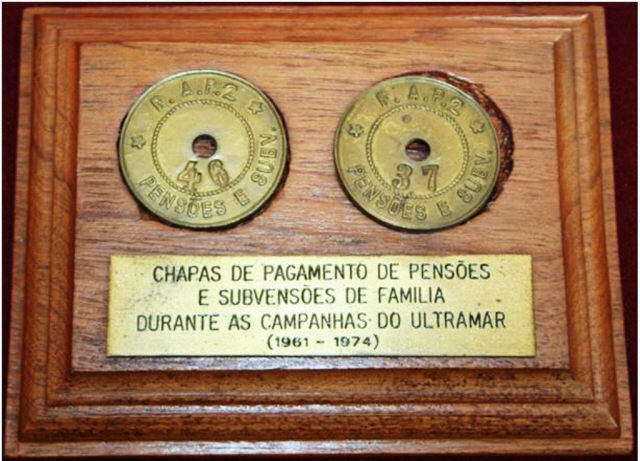 R. A. P. 2
46
PENSÕES E SUBV.
R. A. P. 2
37
PENSÕES E SUBV.
CHAPAS DE PAGAMENTO DE PENSÕES
E SUBVENSÕES DE FAMILIA
DURANTE AS CAMPANHAS DO ULTRAMAR
(1961 - 1974)